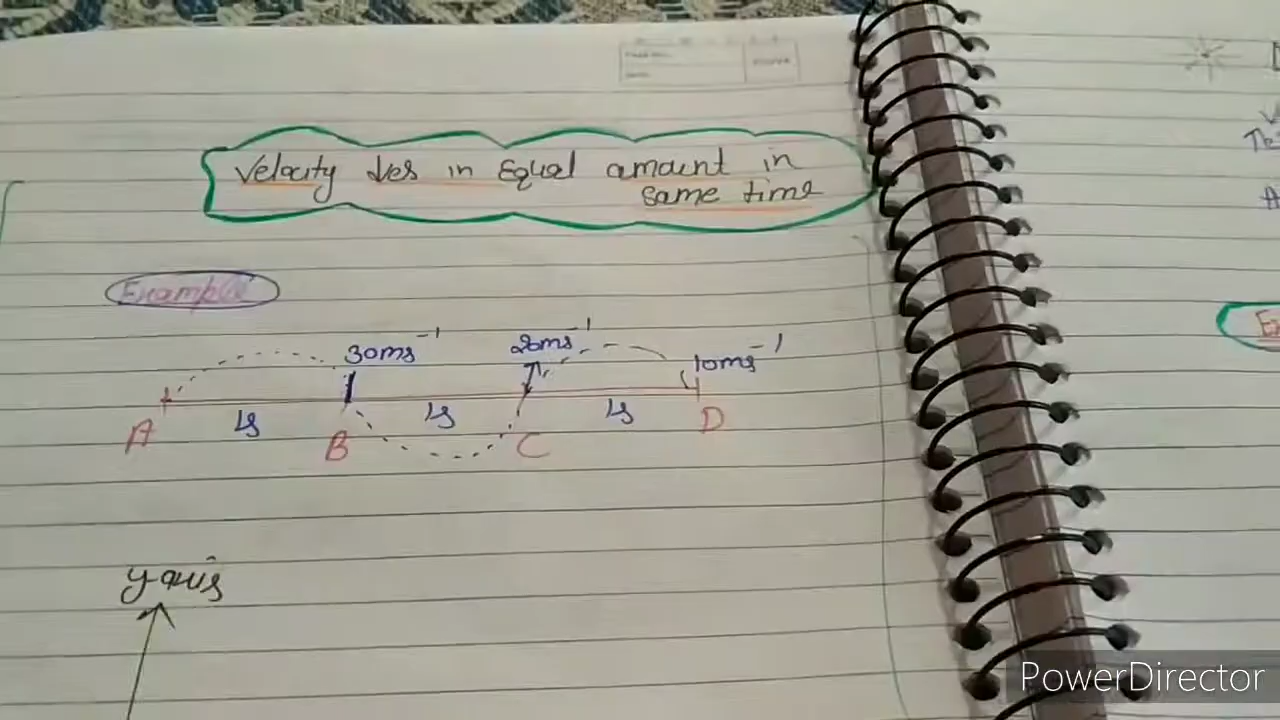 Velocity ↓es in Equal amount in
same time
Example
30ms⁻¹
20ms⁻¹
10ms⁻¹
1s
1s
1s
A
B
C
D
y-axis
PowerDirector